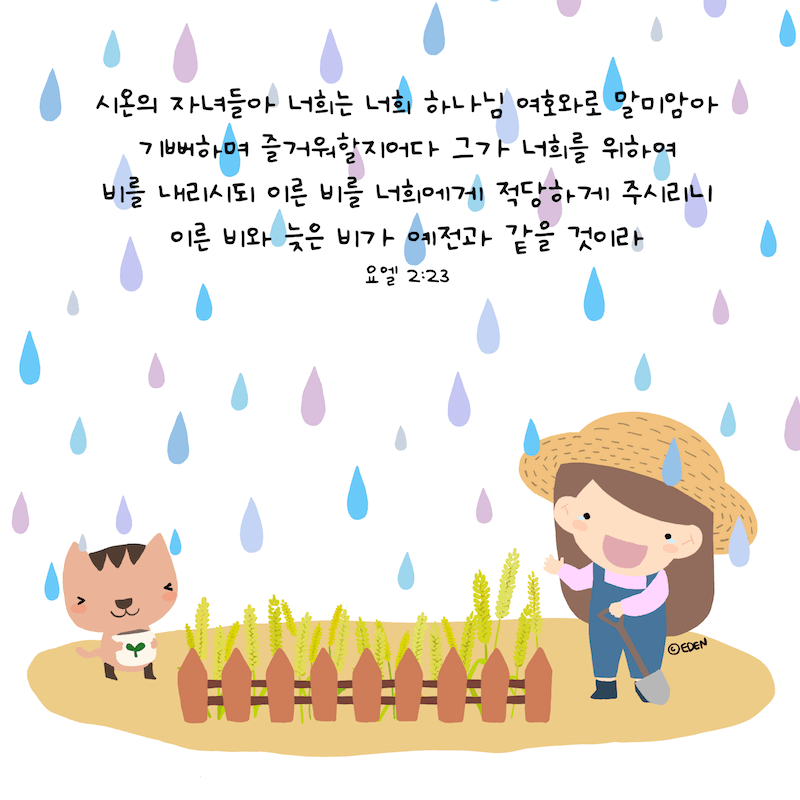 시온의 자녀들아 너희는 너희 하나님 여호와로 말미암아
기뻐하며 즐거워할지어다 그가 너희를 위하여
비를 내리시되 이른 비를 너희에게 적당하게 주시리니
이른 비와 늦은 비가 예전과 같을 것이라
요엘 2:23
©EDEN